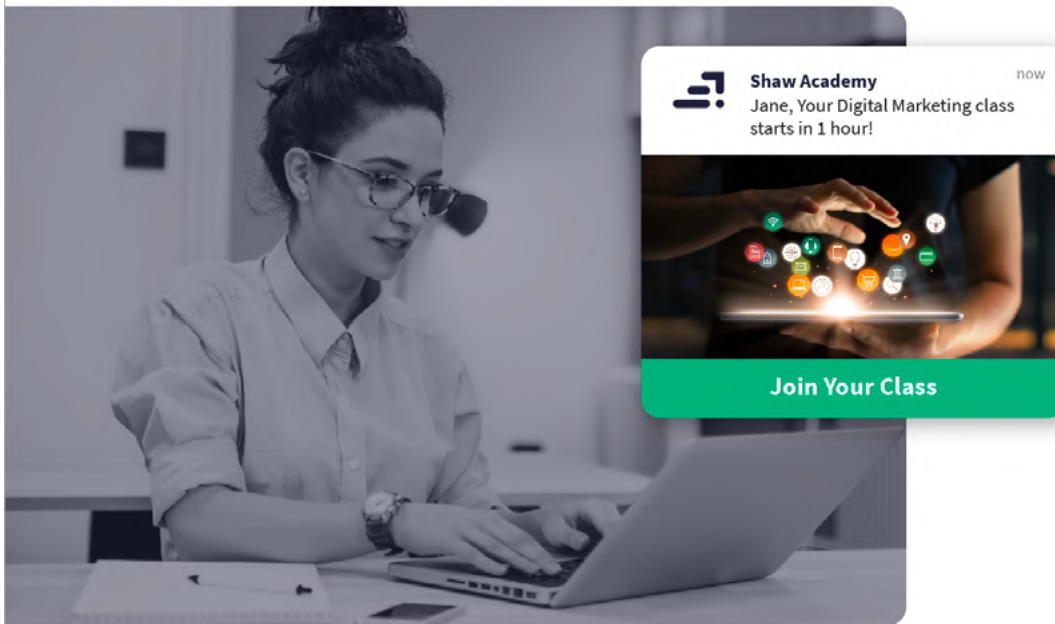 Shaw Academy
now
Jane, Your Digital Marketing class
starts in 1 hour!
Join Your Class